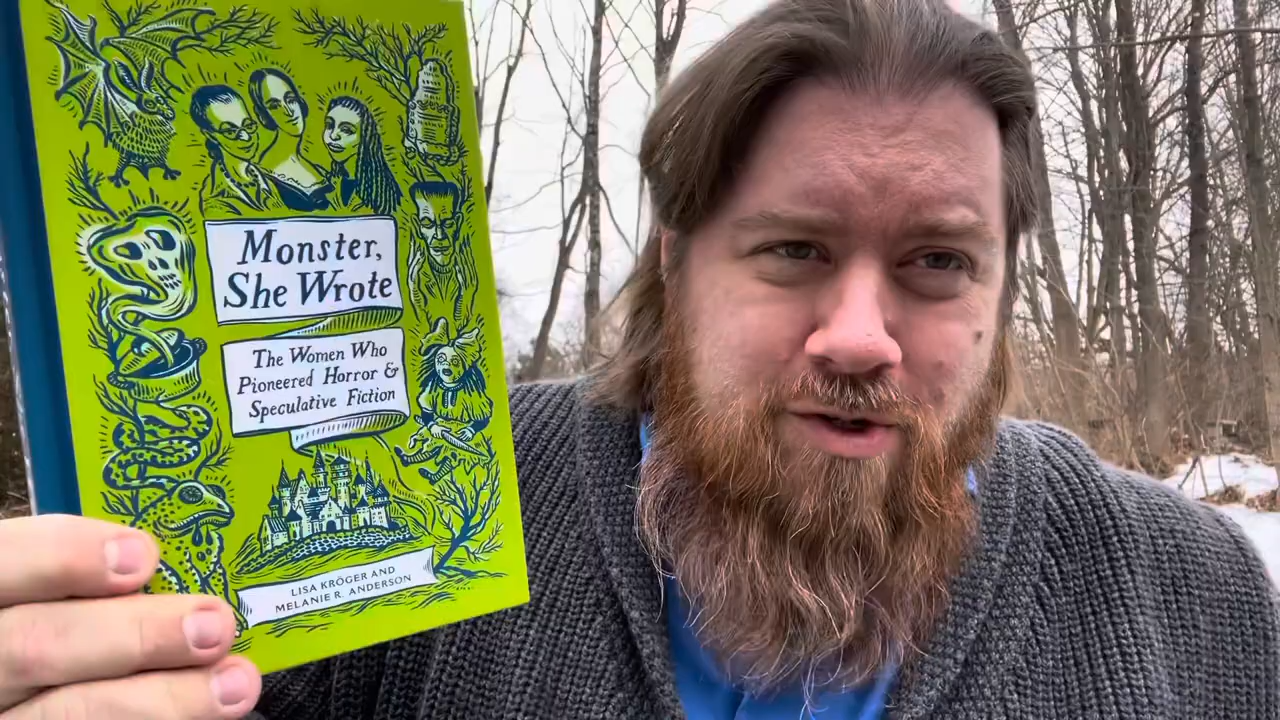 Monster,
She Wrote
The Women Who
Pioneered Horror &
Speculative Fiction
LISA KRÖGER AND
MELANIE R. ANDERSON